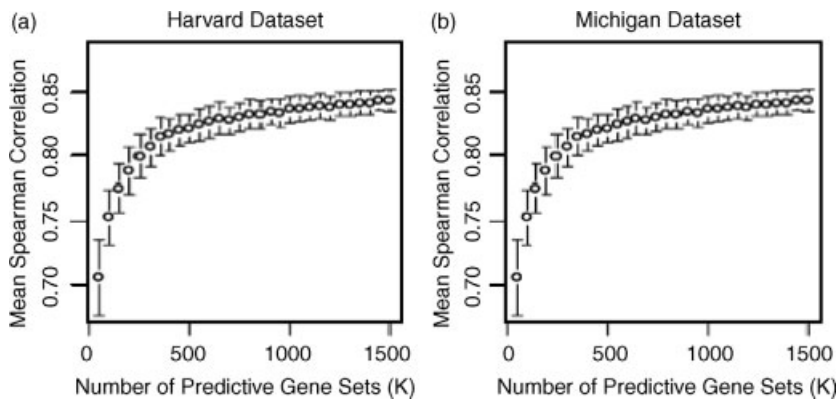 (a) Harvard Dataset
Mean Spearman Correlation
0.85
0.80
0.75
0.70
0 500 1000 1500
Number of Predictive Gene Sets (K)
(b) Michigan Dataset
Mean Spearman Correlation
0.85
0.80
0.75
0.70
0 500 1000 1500
Number of Predictive Gene Sets (K)